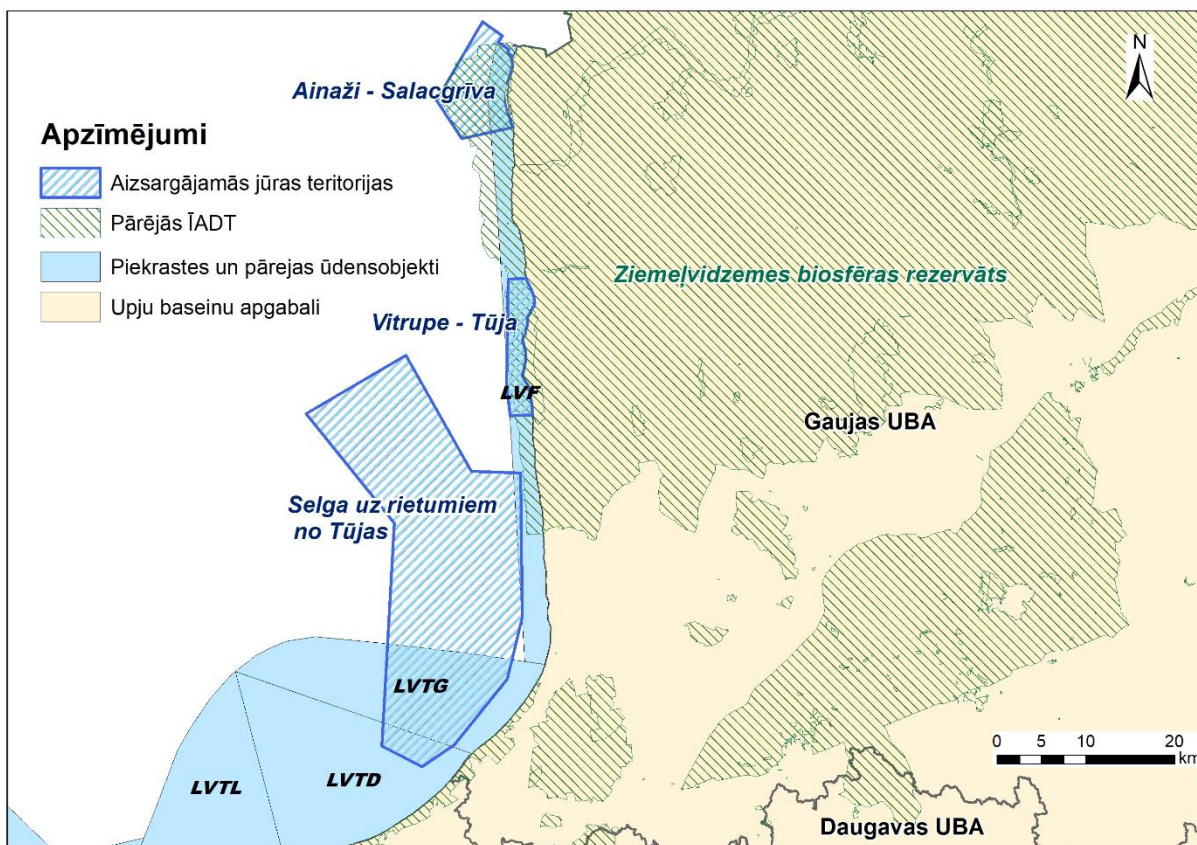 N
Ainaži - Salacgrīva
Apzīmējumi
Aizsargājamās jūras teritorijas
Pārējās ĪADT
Piekrastes un pārejas ūdensobjekti
Upju baseinu apgabali
Ziemeļvidzemes biosfēras rezervāts
Vitrupe - Tūja
LVF
Gaujas UBA
Selga uz rietumiem
no Tūjas
LVTG
LVTL
LVTD
0 5 10 20
km
Daugavas UBA